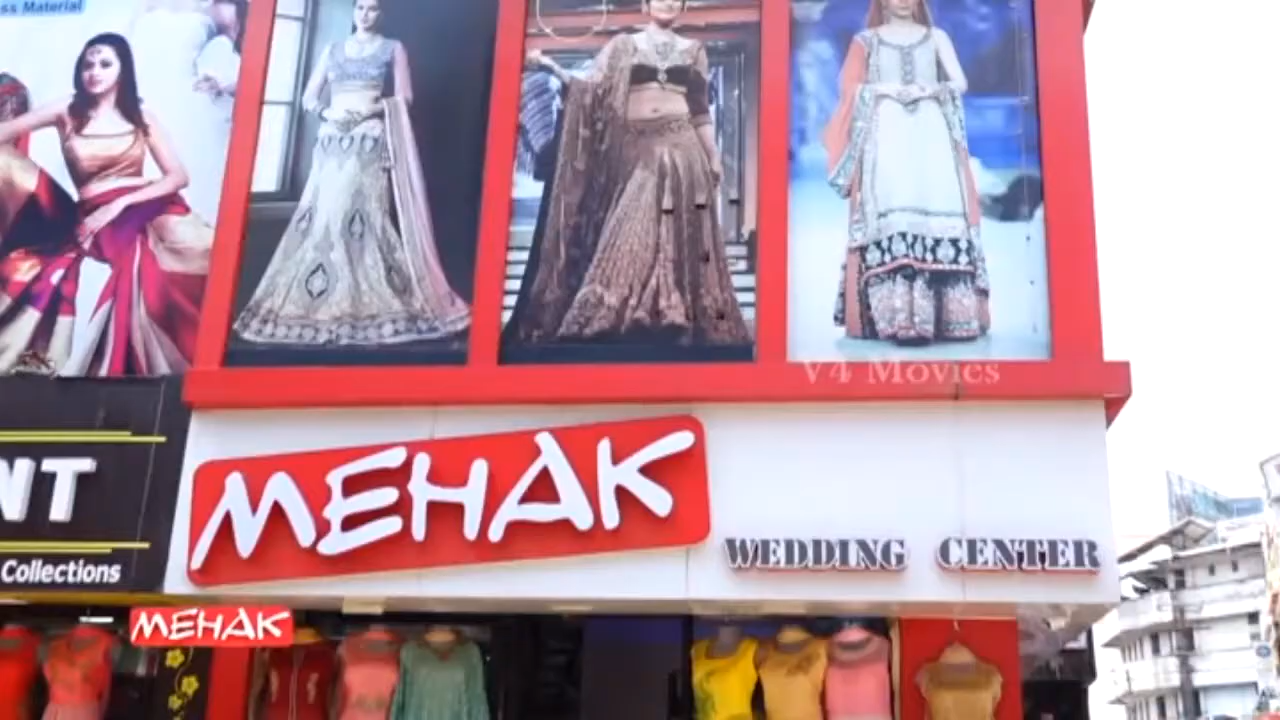 ss Material
V4 Movies
MEHAK
WEDDING CENTER
NT
Collections
MEHAK